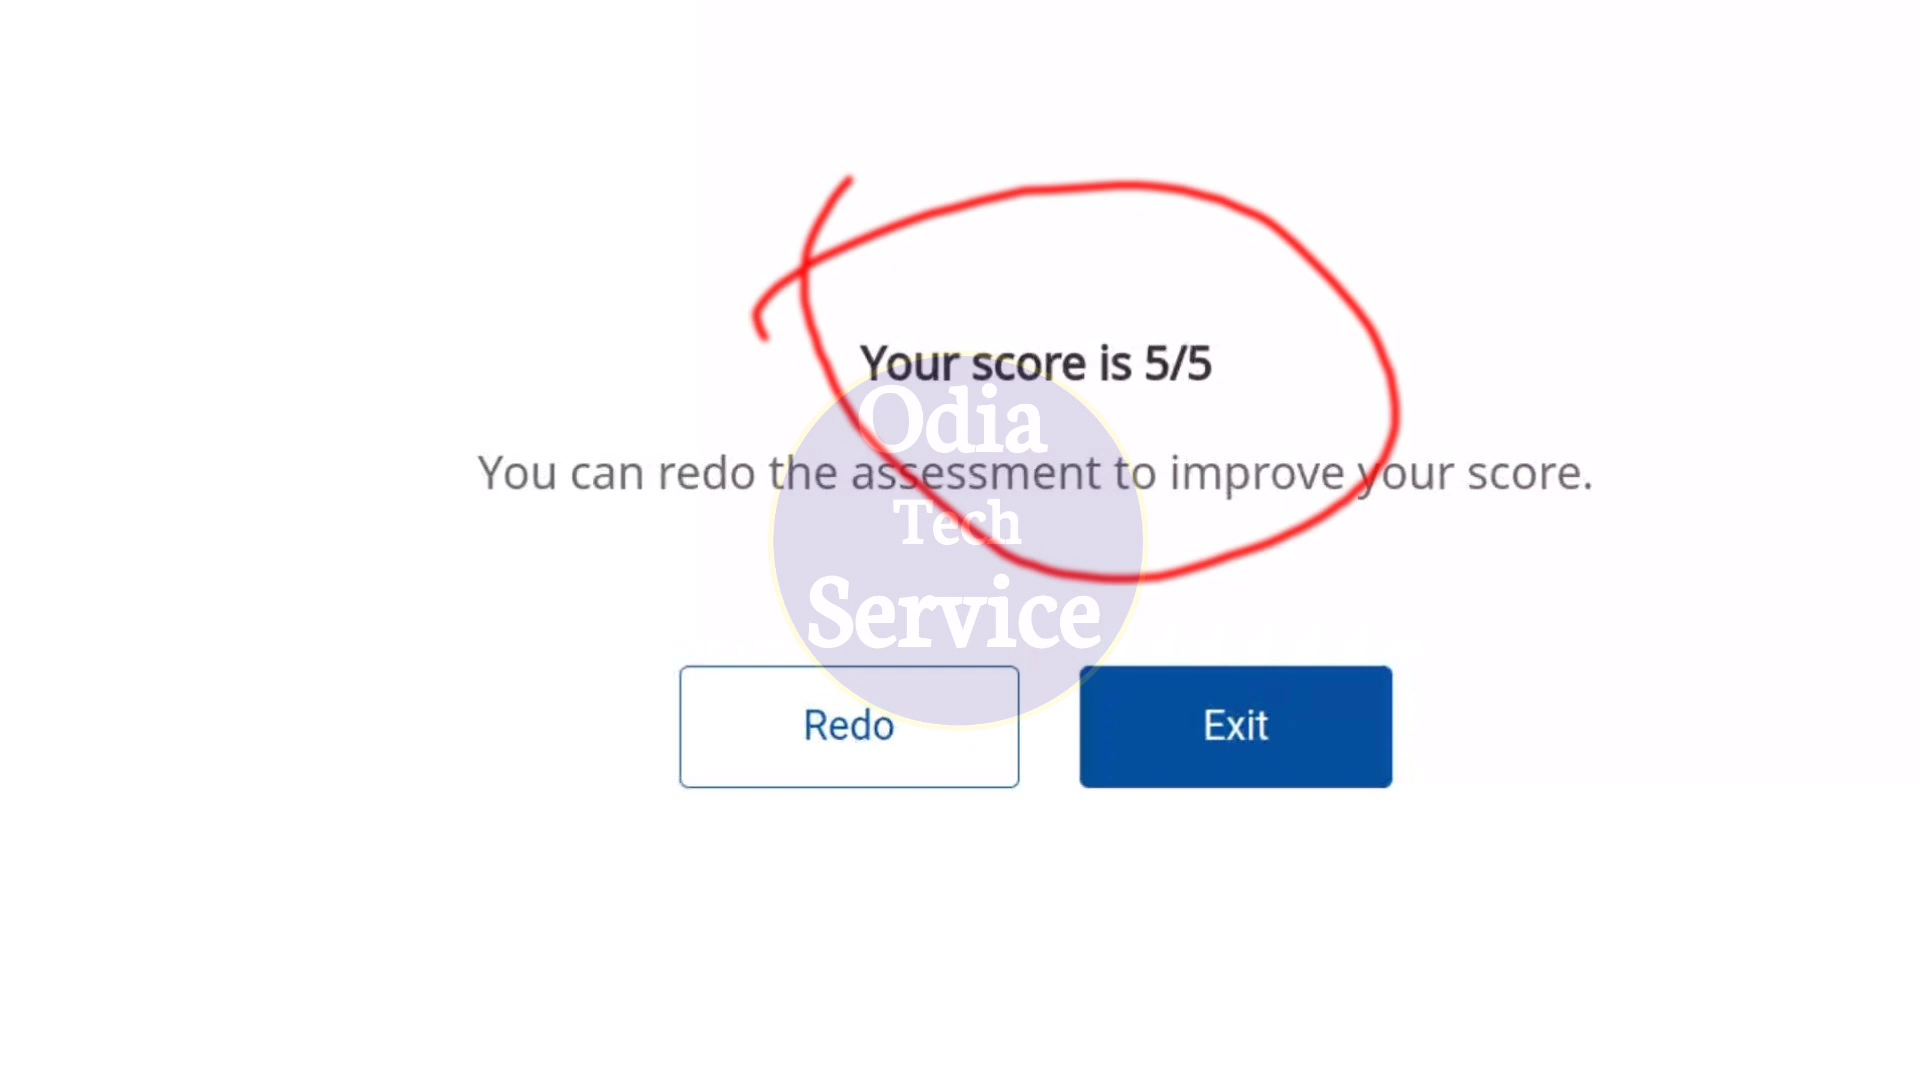 Your score is 5/5
You can redo the assessment to improve your score.
Odia
Tech
Service
Redo
Exit